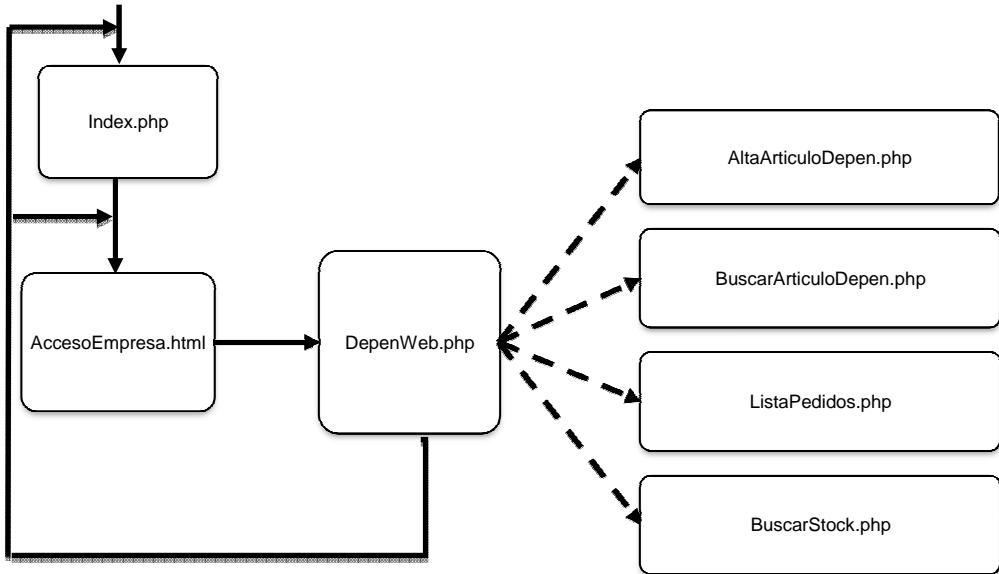 Index.php
AltaArticuloDepen.php
BuscarArticuloDepen.php
AccesoEmpresa.html
DepenWeb.php
ListaPedidos.php
BuscarStock.php